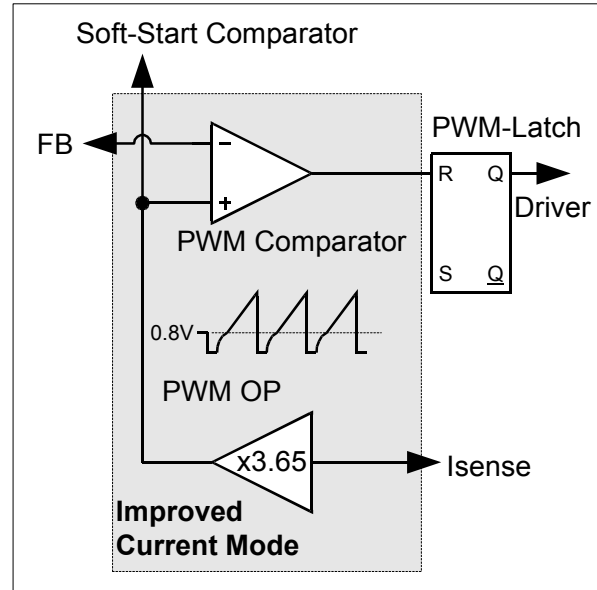 Soft-Start Comparator
FB
−
+
PWM Comparator
PWM-Latch
R Q
S Q
Driver
0.8V
PWM OP
x3.65
Isense
Improved
Current Mode